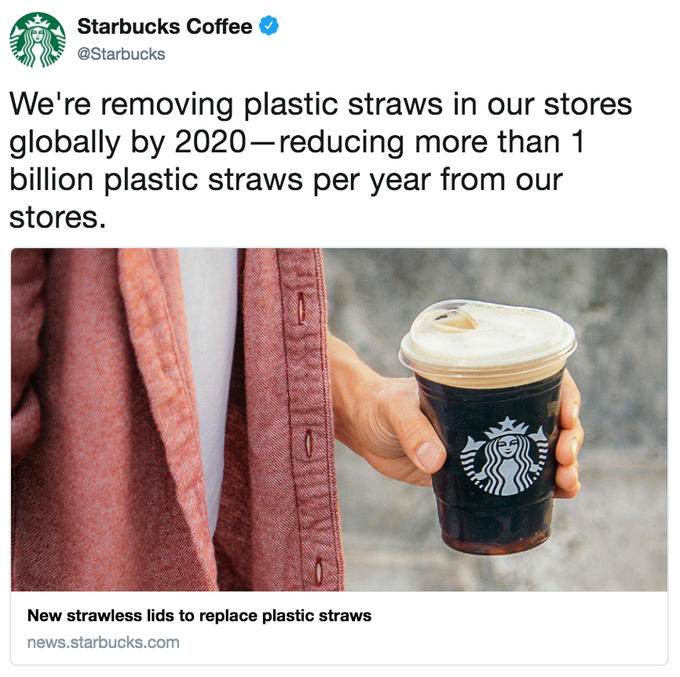 Starbucks Coffee
@Starbucks
We're removing plastic straws in our stores
globally by 2020—reducing more than 1
billion plastic straws per year from our
stores.
New strawless lids to replace plastic straws
news.starbucks.com